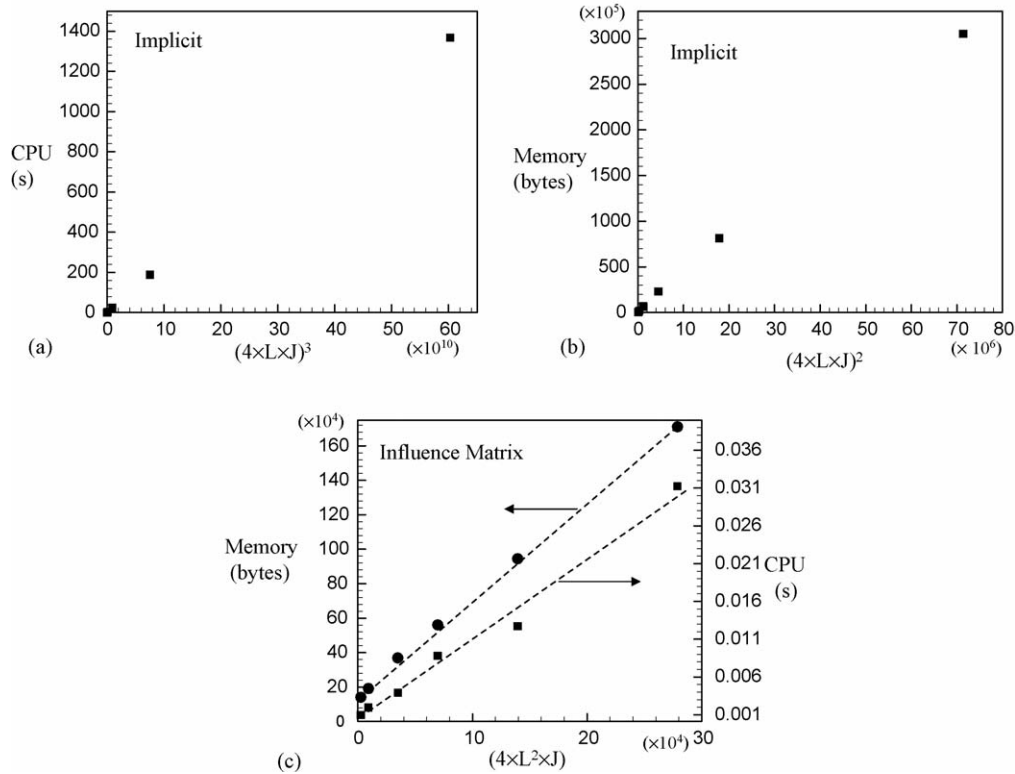 1400
1200
1000
800
600
400
200
0
Implicit
CPU
(s)
0 10 20 30 40 50 60
(a)
(4×L×J)³
(×10¹⁰)
(×10⁵)
3000
2500
2000
1500
1000
500
0
Implicit
Memory
(bytes)
0 10 20 30 40 50 60 70 80
(b)
(4×L×J)²
(× 10⁶)
(×10⁴)
160
140
120
100
80
60
40
20
0
Influence Matrix
Memory
(bytes)
0.036
0.031
0.026
0.021
0.016
0.011
0.006
0.001
CPU
(s)
0 10 20 30
(c)
(4×L²×J)
(×10⁴)